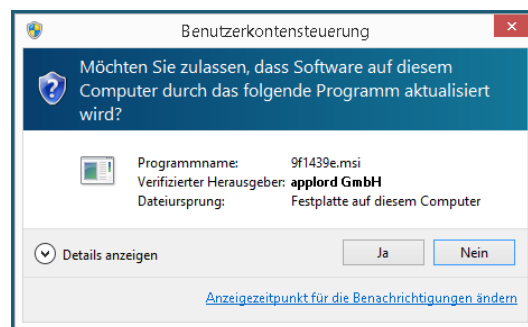 Benutzerkontensteuerung
Möchten Sie zulassen, dass Software auf diesem
Computer durch das folgende Programm aktualisiert
wird?
Programmname: 9f1439e.msi
Verifizierter Herausgeber: applord GmbH
Dateiursprung: Festplatte auf diesem Computer
Details anzeigen Ja Nein
Anzeigezeitpunkt für die Benachrichtigungen ändern